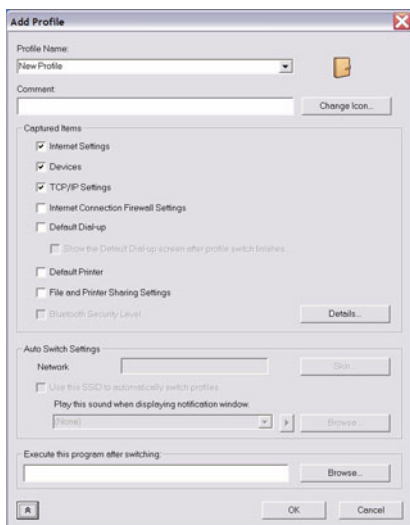 Add Profile
Profile Name:
New Profile
Comment
Change Icon...
Captured Items
Internet Settings
Devices
TCP/IP Settings
Internet Connection Firewall Settings
Default Dial-up
Show the Default Dial-up screen after profile switch finishes.
Default Printer
File and Printer Sharing Settings
Bluetooth Security Level
Details...
Auto Switch Settings
Network
Use this SSID to automatically switch profiles
Play this sound when displaying notification window:
(None)
Browse...
Execute this program after switching:
Browse...
OK
Cancel